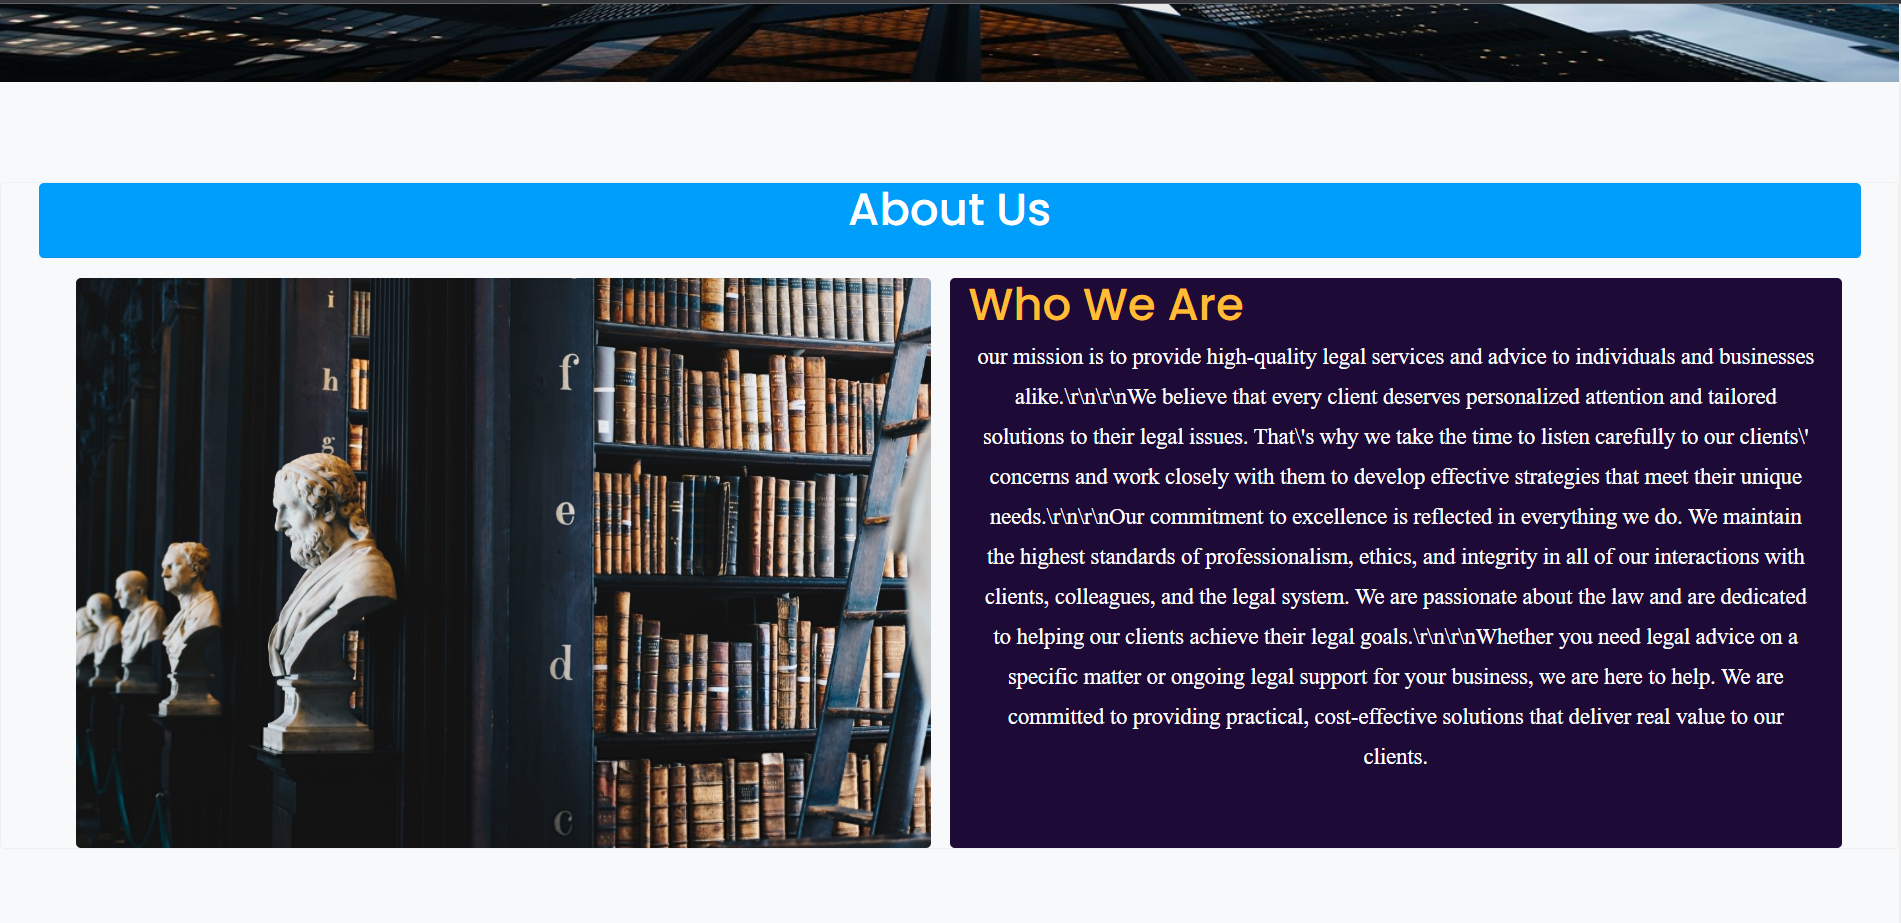 About Us
i
h
g
f
e
d
c
Who We Are
our mission is to provide high-quality legal services and advice to individuals and businesses
alike.\r\n\r\nWe believe that every client deserves personalized attention and tailored
solutions to their legal issues. That\'s why we take the time to listen carefully to our clients\'
concerns and work closely with them to develop effective strategies that meet their unique
needs.\r\n\r\nOur commitment to excellence is reflected in everything we do. We maintain
the highest standards of professionalism, ethics, and integrity in all of our interactions with
clients, colleagues, and the legal system. We are passionate about the law and are dedicated
to helping our clients achieve their legal goals.\r\n\r\nWhether you need legal advice on a
specific matter or ongoing legal support for your business, we are here to help. We are
committed to providing practical, cost-effective solutions that deliver real value to our
clients.